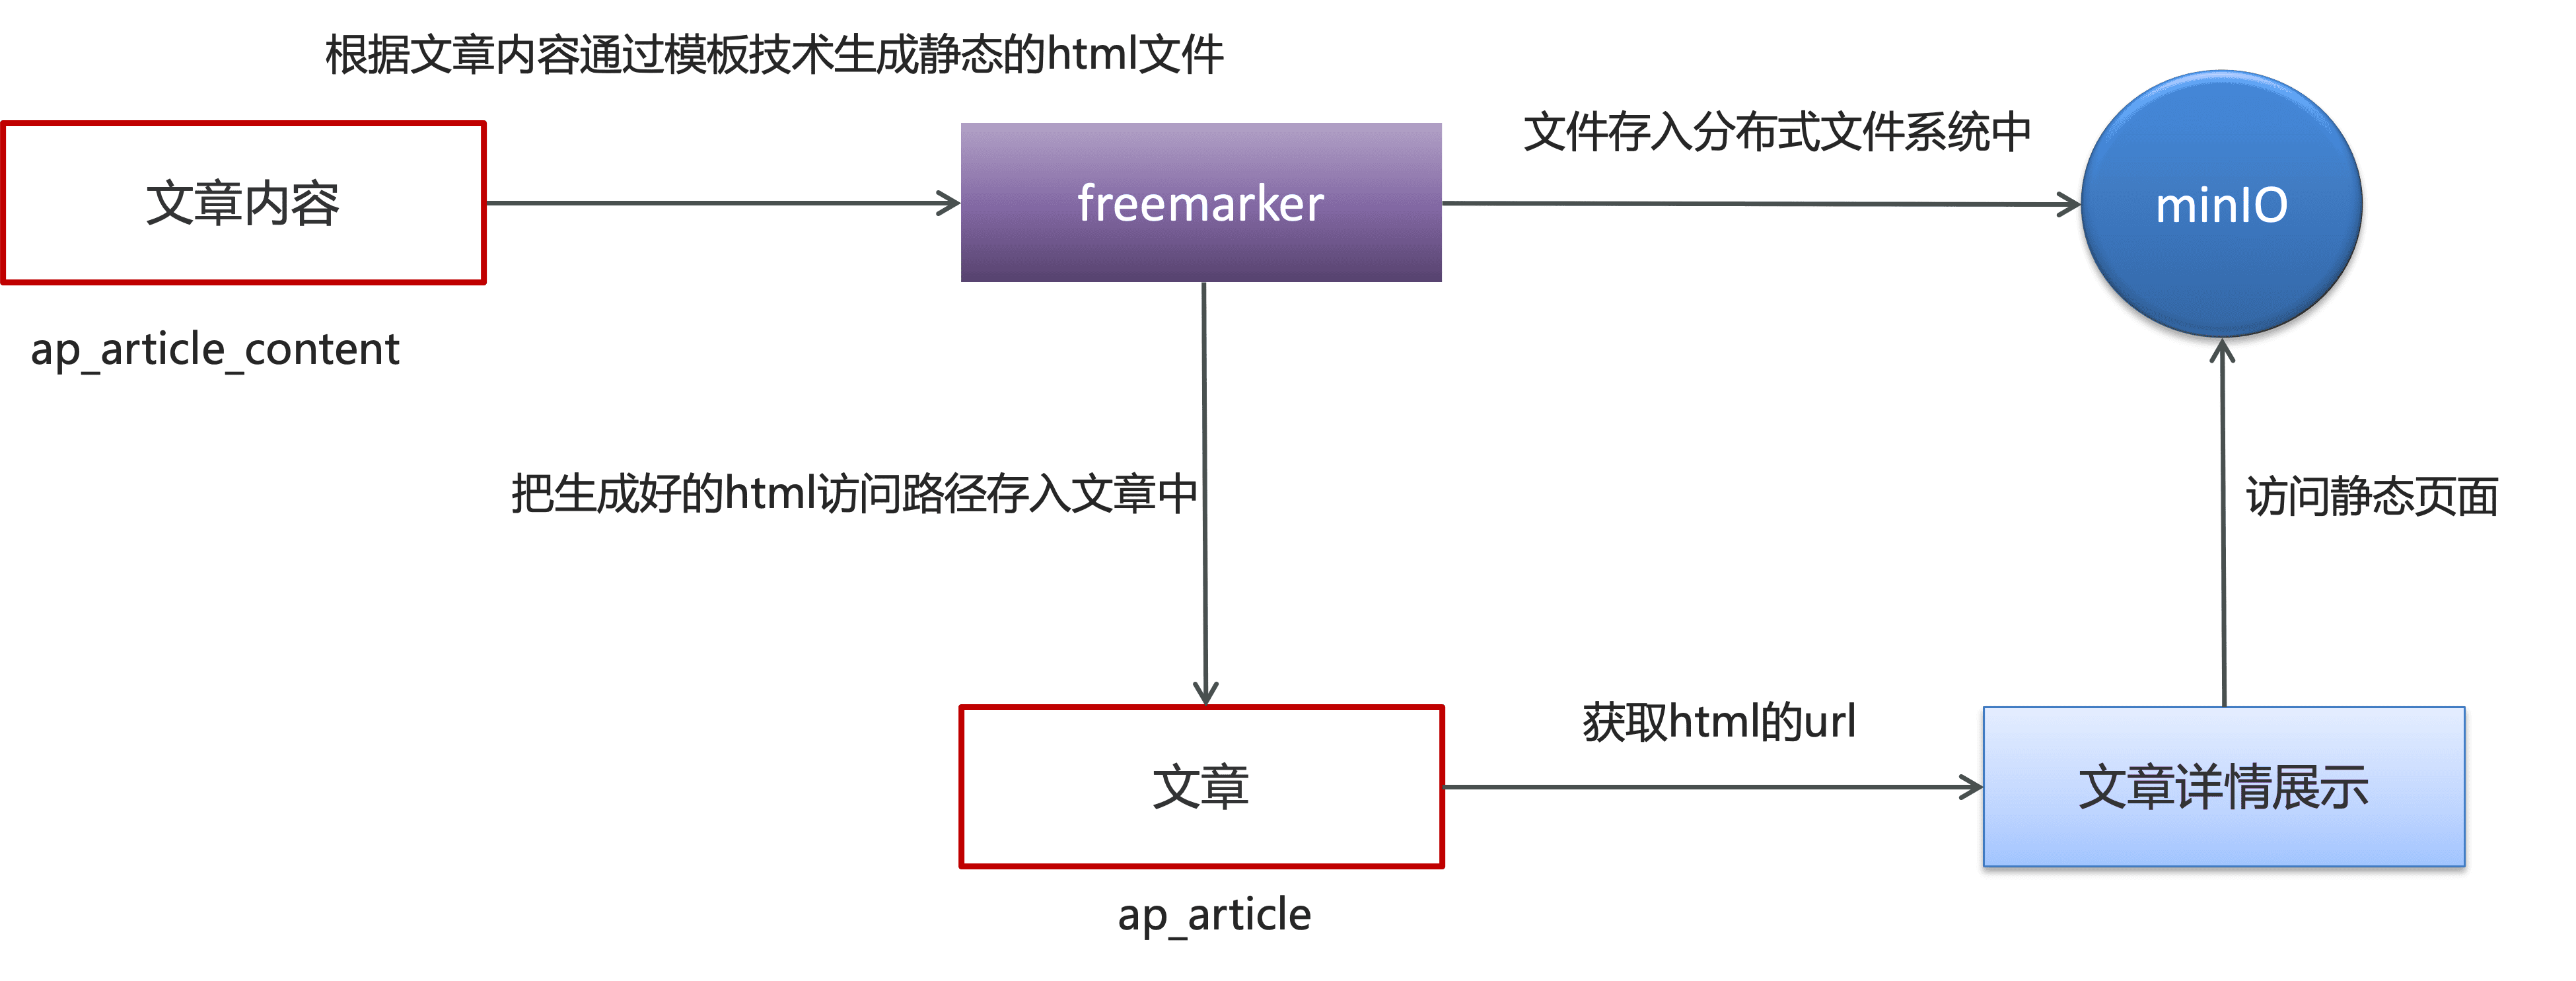 根据文章内容通过模板技术生成静态的html文件
文件存入分布式文件系统中
文章内容
freemarker
minIO
ap_article_content
把生成好的html访问路径存入文章中
访问静态页面
获取html的url
文章
文章详情展示
ap_article